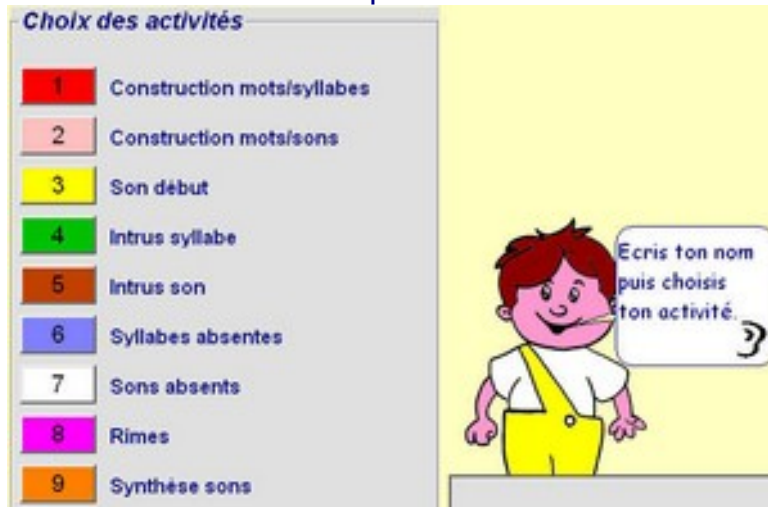 Choix des activités
1 Construction mots/syllabes
2 Construction mots/sons
3 Son début
4 Intrus syllabe
5 Intrus son
6 Syllabes absentes
7 Sons absents
8 Rimes
9 Synthèse sons
Ecris ton nom
puis choisis
ton activité.